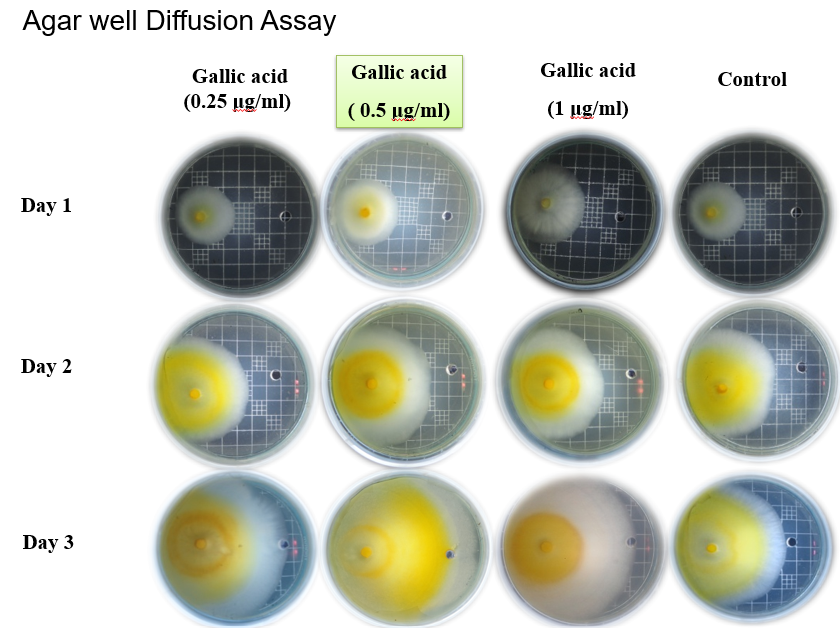 Agar well Diffusion Assay
Gallic acid
(0.25 µg/ml)
Gallic acid
( 0.5 µg/ml)
Gallic acid
(1 µg/ml)
Control
Day 1
Day 2
Day 3